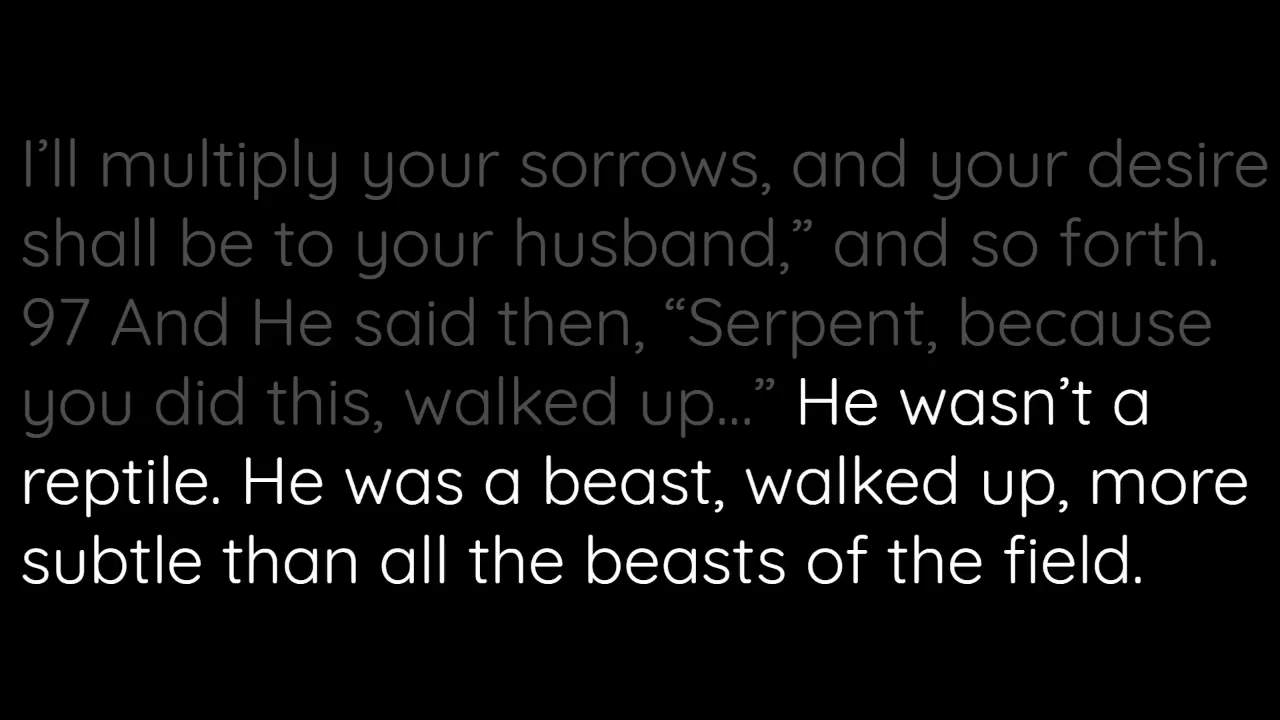 I’ll multiply your sorrows, and your desire
shall be to your husband,” and so forth.
97 And He said then, “Serpent, because
you did this, walked up...” He wasn’t a
reptile. He was a beast, walked up, more
subtle than all the beasts of the field.